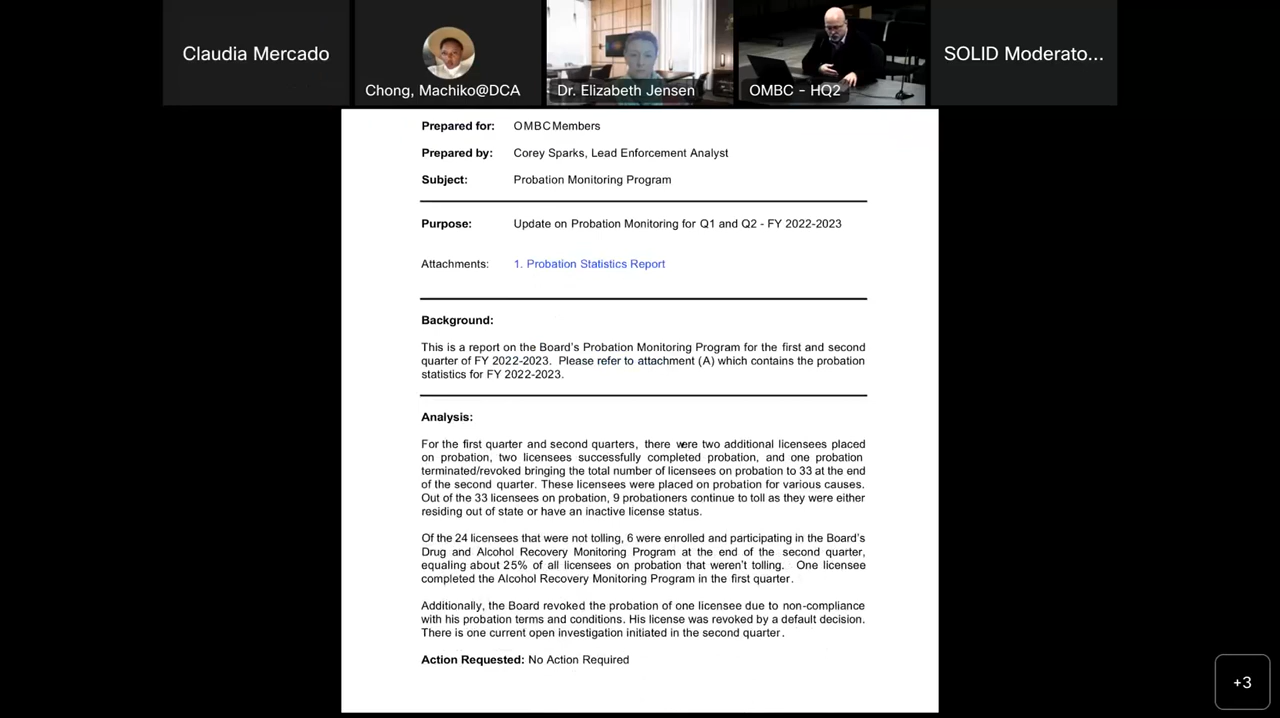 Claudia Mercado
Chong, Machiko@DCA
Dr. Elizabeth Jensen
OMBC - HQ2
SOLID Moderato...
Prepared for: OMBC Members
Prepared by: Corey Sparks, Lead Enforcement Analyst
Subject: Probation Monitoring Program
Purpose: Update on Probation Monitoring for Q1 and Q2 - FY 2022-2023
Attachments: 1. Probation Statistics Report
Background:
This is a report on the Board's Probation Monitoring Program for the first and second
quarter of FY 2022-2023. Please refer to attachment (A) which contains the probation
statistics for FY 2022-2023.
Analysis:
For the first quarter and second quarters, there were two additional licensees placed
on probation, two licensees successfully completed probation, and one probation
terminated/revoked bringing the total number of licensees on probation to 33 at the end
of the second quarter. These licensees were placed on probation for various causes.
Out of the 33 licensees on probation, 9 probationers continue to toll as they were either
residing out of state or have an inactive license status.
Of the 24 licensees that were not tolling, 6 were enrolled and participating in the Board's
Drug and Alcohol Recovery Monitoring Program at the end of the second quarter,
equaling about 25% of all licensees on probation that weren't tolling. One licensee
completed the Alcohol Recovery Monitoring Program in the first quarter.
Additionally, the Board revoked the probation of one licensee due to non-compliance
with his probation terms and conditions. His license was revoked by a default decision.
There is one current open investigation initiated in the second quarter.
Action Requested: No Action Required
+3